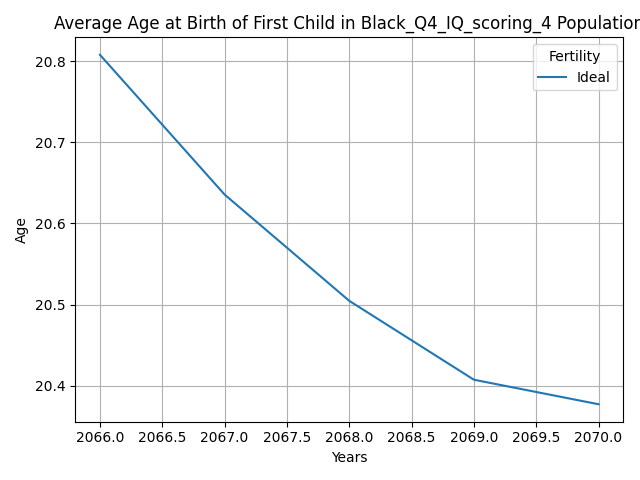 Average Age at Birth of First Child in Black_Q4_IQ_scoring_4 Population
Fertility
Ideal
20.8
20.7
20.6
20.5
20.4
Age
2066.0 2066.5 2067.0 2067.5 2068.0 2068.5 2069.0 2069.5 2070.0
Years